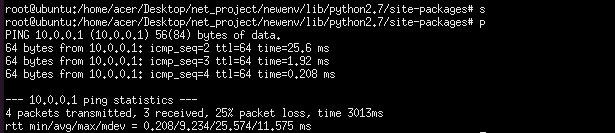 root@ubuntu:/home/acer/Desktop/net_project/newenv/lib/python2.7/site-packages# s
root@ubuntu:/home/acer/Desktop/net_project/newenv/lib/python2.7/site-packages# p
PING 10.0.0.1 (10.0.0.1) 56(84) bytes of data.
64 bytes from 10.0.0.1: icmp_seq=2 ttl=64 time=25.6 ms
64 bytes from 10.0.0.1: icmp_seq=3 ttl=64 time=1.92 ms
64 bytes from 10.0.0.1: icmp_seq=4 ttl=64 time=0.208 ms
--- 10.0.0.1 ping statistics ---
4 packets transmitted, 3 received, 25% packet loss, time 3013ms
rtt min/avg/max/mdev = 0.208/9.234/25.574/11.575 ms